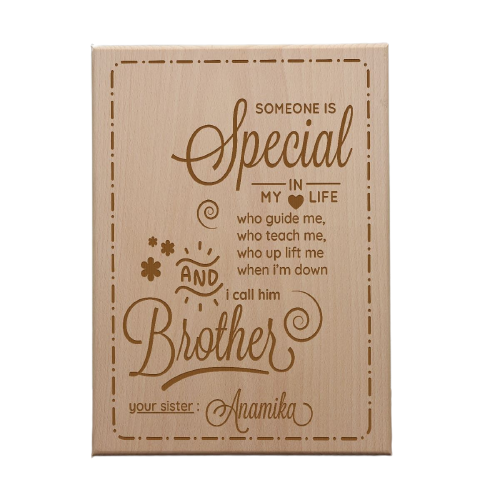 SOMEONE IS
Special
IN
MY LIFE
who guide me,
who teach me,
who up lift me
when i'm down
AND
i call him
Brother
your sister : Anamika